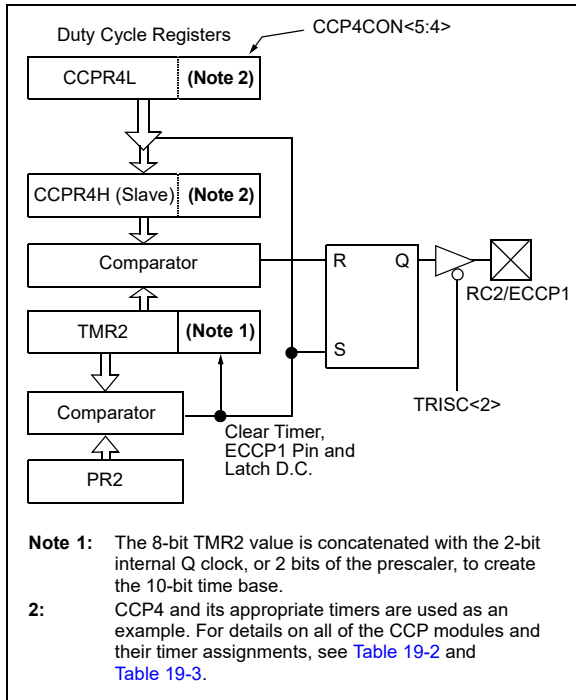 Duty Cycle Registers
CCP4CON<5:4>
CCPR4L
(Note 2)
CCPR4H (Slave)
(Note 2)
Comparator
R
Q
RC2/ECCP1
TMR2
(Note 1)
S
TRISC<2>
Comparator
Clear Timer,
ECCP1 Pin and
Latch D.C.
PR2
Note 1: The 8-bit TMR2 value is concatenated with the 2-bit
internal Q clock, or 2 bits of the prescaler, to create
the 10-bit time base.
2: CCP4 and its appropriate timers are used as an
example. For details on all of the CCP modules and
their timer assignments, see Table 19-2 and
Table 19-3.